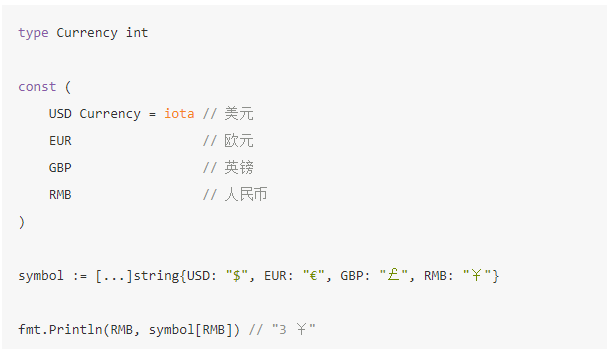 type Currency int
const (
    USD Currency = iota // 美元
    EUR                 // 欧元
    GBP                 // 英镑
    RMB                 // 人民币
)
symbol := [...]string{USD: "$", EUR: "€", GBP: "￡", RMB: "￥"}
fmt.Println(RMB, symbol[RMB]) // "3 ￥"